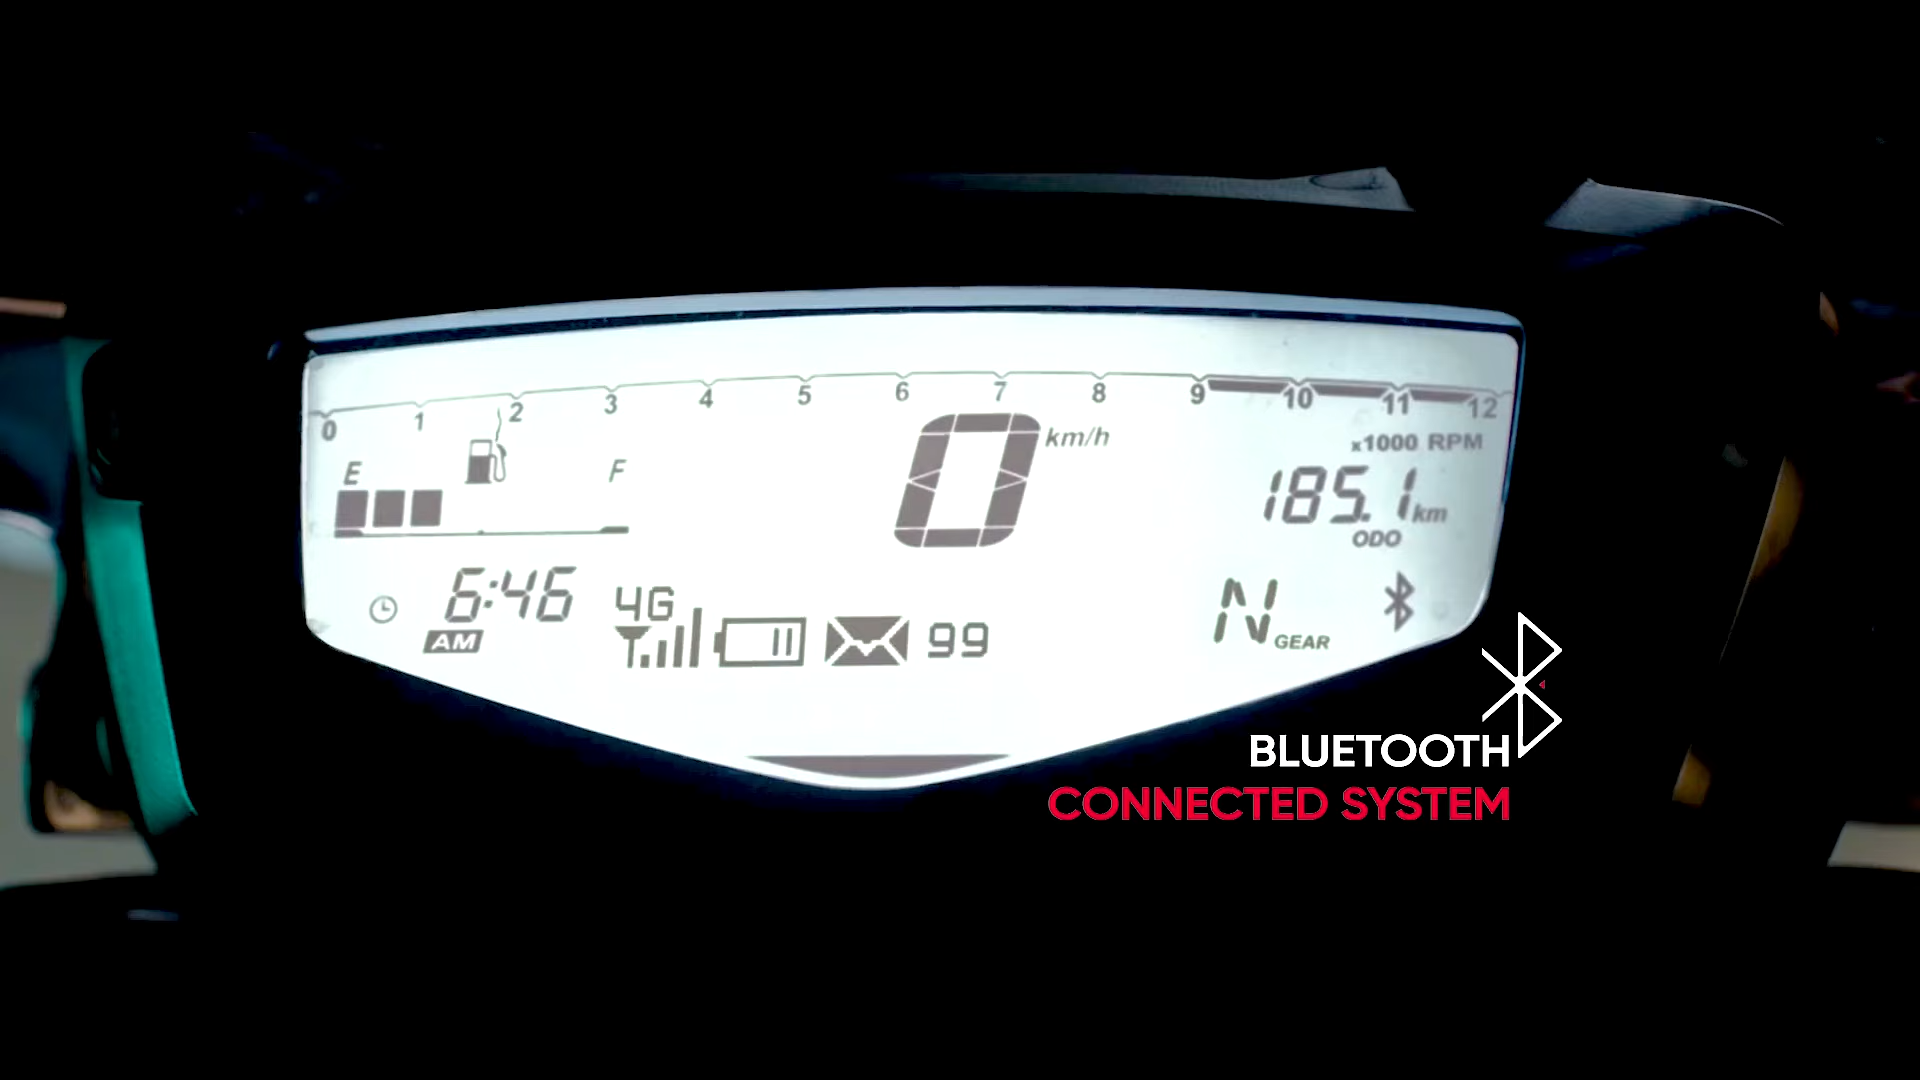 0 1 2 3 4 5 6 7 8 9 10 11 12
x1000 RPM
E F
0 km/h
185.1 km
ODO
6:46
AM
4G
99
N GEAR
BLUETOOTH
CONNECTED SYSTEM